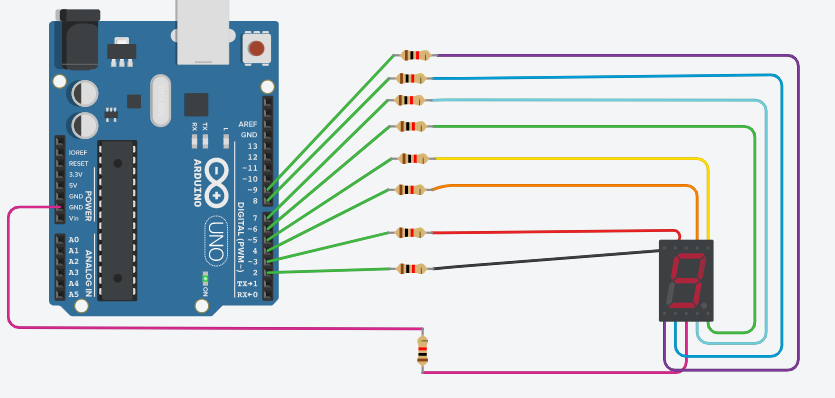 AREF
GND
13
12
~11
~10
~9
8
7
~6
~5
4
~3
2
TX→1
RX←0
DIGITAL (PWM~)
RX
TX
L
ARDUINO
UNO
ON
IOREF
RESET
3.3V
5V
GND
GND
Vin
POWER
A0
A1
A2
A3
A4
A5
ANALOG IN